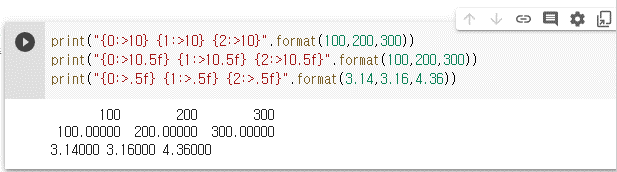 print("{0:>10} {1:>10} {2:>10}".format(100,200,300))
print("{0:>10.5f} {1:>10.5f} {2:>10.5f}".format(100,200,300))
print("{0:>.5f} {1:>.5f} {2:>.5f}".format(3.14,3.16,4.36))
       100        200        300
 100.00000  200.00000  300.00000
3.14000 3.16000 4.36000